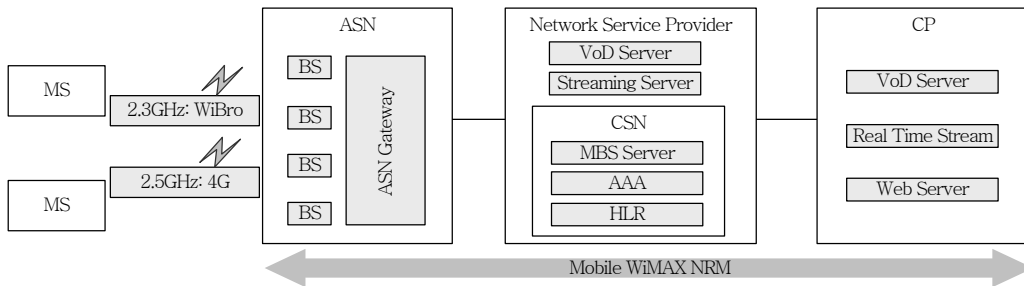 MS
MS
2.3GHz: WiBro
2.5GHz: 4G
ASN
BS
BS
BS
BS
ASN Gateway
Network Service Provider
VoD Server
Streaming Server
CSN
MBS Server
AAA
HLR
CP
VoD Server
Real Time Stream
Web Server
Mobile WiMAX NRM